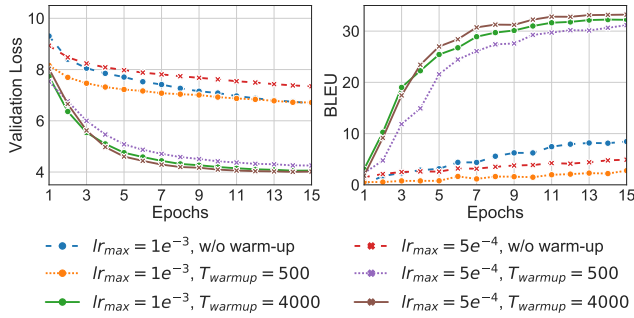 10
8
6
4
Validation Loss
1 3 5 7 9 11 13 15
Epochs
30
20
10
0
BLEU
1 3 5 7 9 11 13 15
Epochs
lr_max = 1e^−3, w/o warm-up
lr_max = 1e^−3, T_warmup = 500
lr_max = 1e^−3, T_warmup = 4000
lr_max = 5e^−4, w/o warm-up
lr_max = 5e^−4, T_warmup = 500
lr_max = 5e^−4, T_warmup = 4000